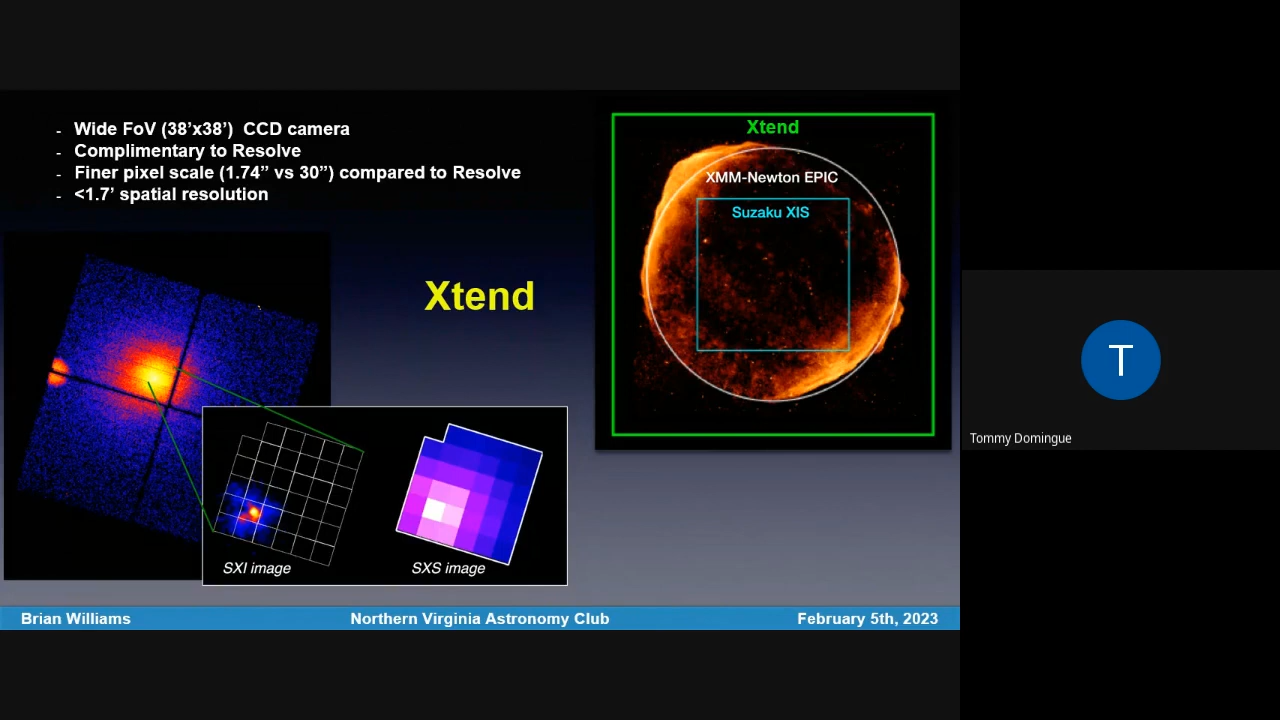 - Wide FoV (38’x38’) CCD camera
- Complimentary to Resolve
- Finer pixel scale (1.74” vs 30”) compared to Resolve
- <1.7’ spatial resolution
Xtend
Xtend
XMM-Newton EPIC
Suzaku XIS
SXI image
SXS image
Brian Williams
Northern Virginia Astronomy Club
February 5th, 2023
T
Tommy Domingue